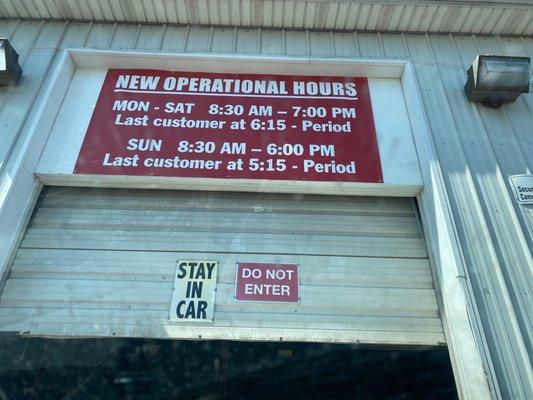 NEW OPERATIONAL HOURS
MON - SAT 8:30 AM – 7:00 PM
Last customer at 6:15 - Period
SUN 8:30 AM – 6:00 PM
Last customer at 5:15 - Period
STAY
IN
CAR
DO NOT
ENTER